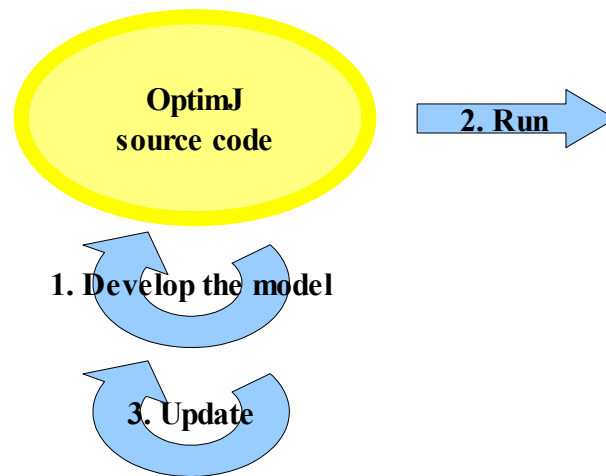 OptimJ
source code
2. Run
1. Develop the model
3. Update